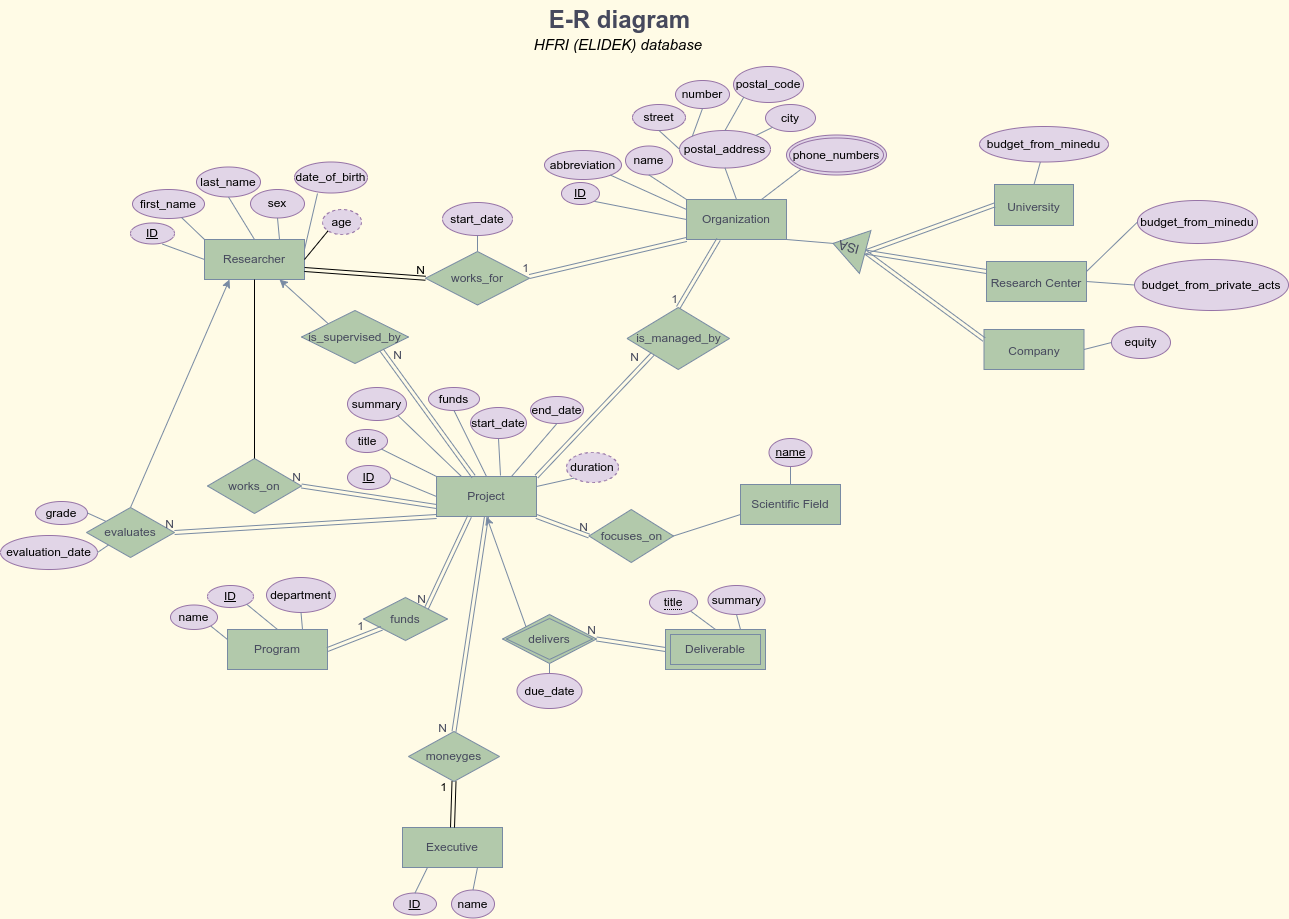 E-R diagram
HFRI (ELIDEK) database
postal_code
number
street
city
postal_address
phone_numbers
budget_from_minedu
abbreviation
name
ID
date_of_birth
last_name
first_name
sex
age
ID
start_date
University
Organization
budget_from_minedu
ISA
Researcher
N
works_for
1
Research Center
budget_from_private_acts
1
is_supervised_by
is_managed_by
N
N
Company
equity
summary
funds
start_date
end_date
title
ID
duration
name
N
works_on
Project
Scientific Field
grade
N
evaluates
evaluation_date
N
focuses_on
name
ID
department
N
funds
1
Program
title
summary
delivers
N
Deliverable
due_date
N
moneyges
1
Executive
ID
name